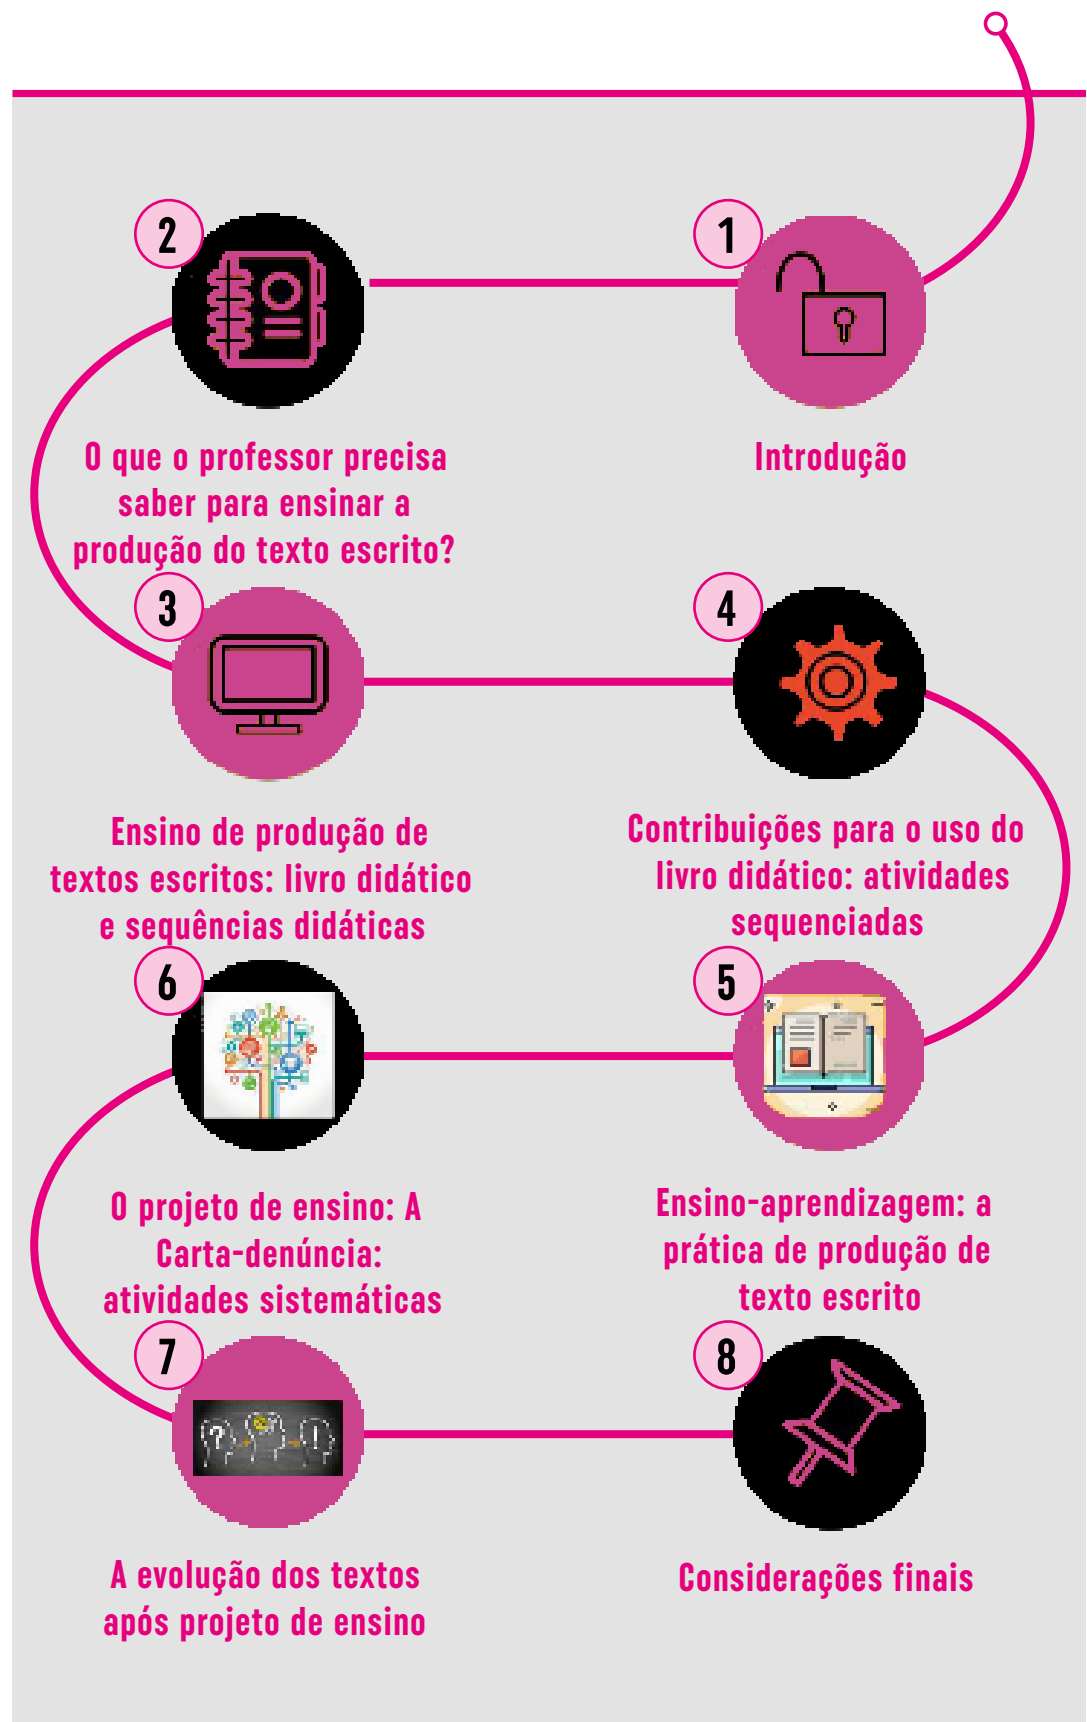 1
Introdução
2
O que o professor precisa
saber para ensinar a
produção do texto escrito?
3
Ensino de produção de
textos escritos: livro didático
e sequências didáticas
4
Contribuições para o uso do
livro didático: atividades
sequenciadas
5
Ensino-aprendizagem: a
prática de produção de
texto escrito
6
O projeto de ensino: A
Carta-denúncia:
atividades sistemáticas
7
? !
A evolução dos textos
após projeto de ensino
8
Considerações finais